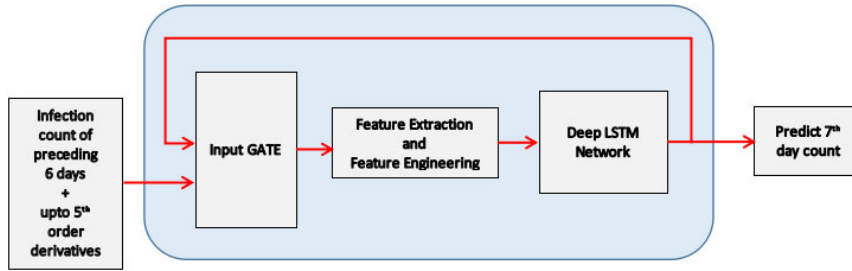 Infection
count of
preceding
6 days
+
upto 5th
order
derivatives
Input GATE
Feature Extraction
and
Feature Engineering
Deep LSTM
Network
Predict 7th
day count